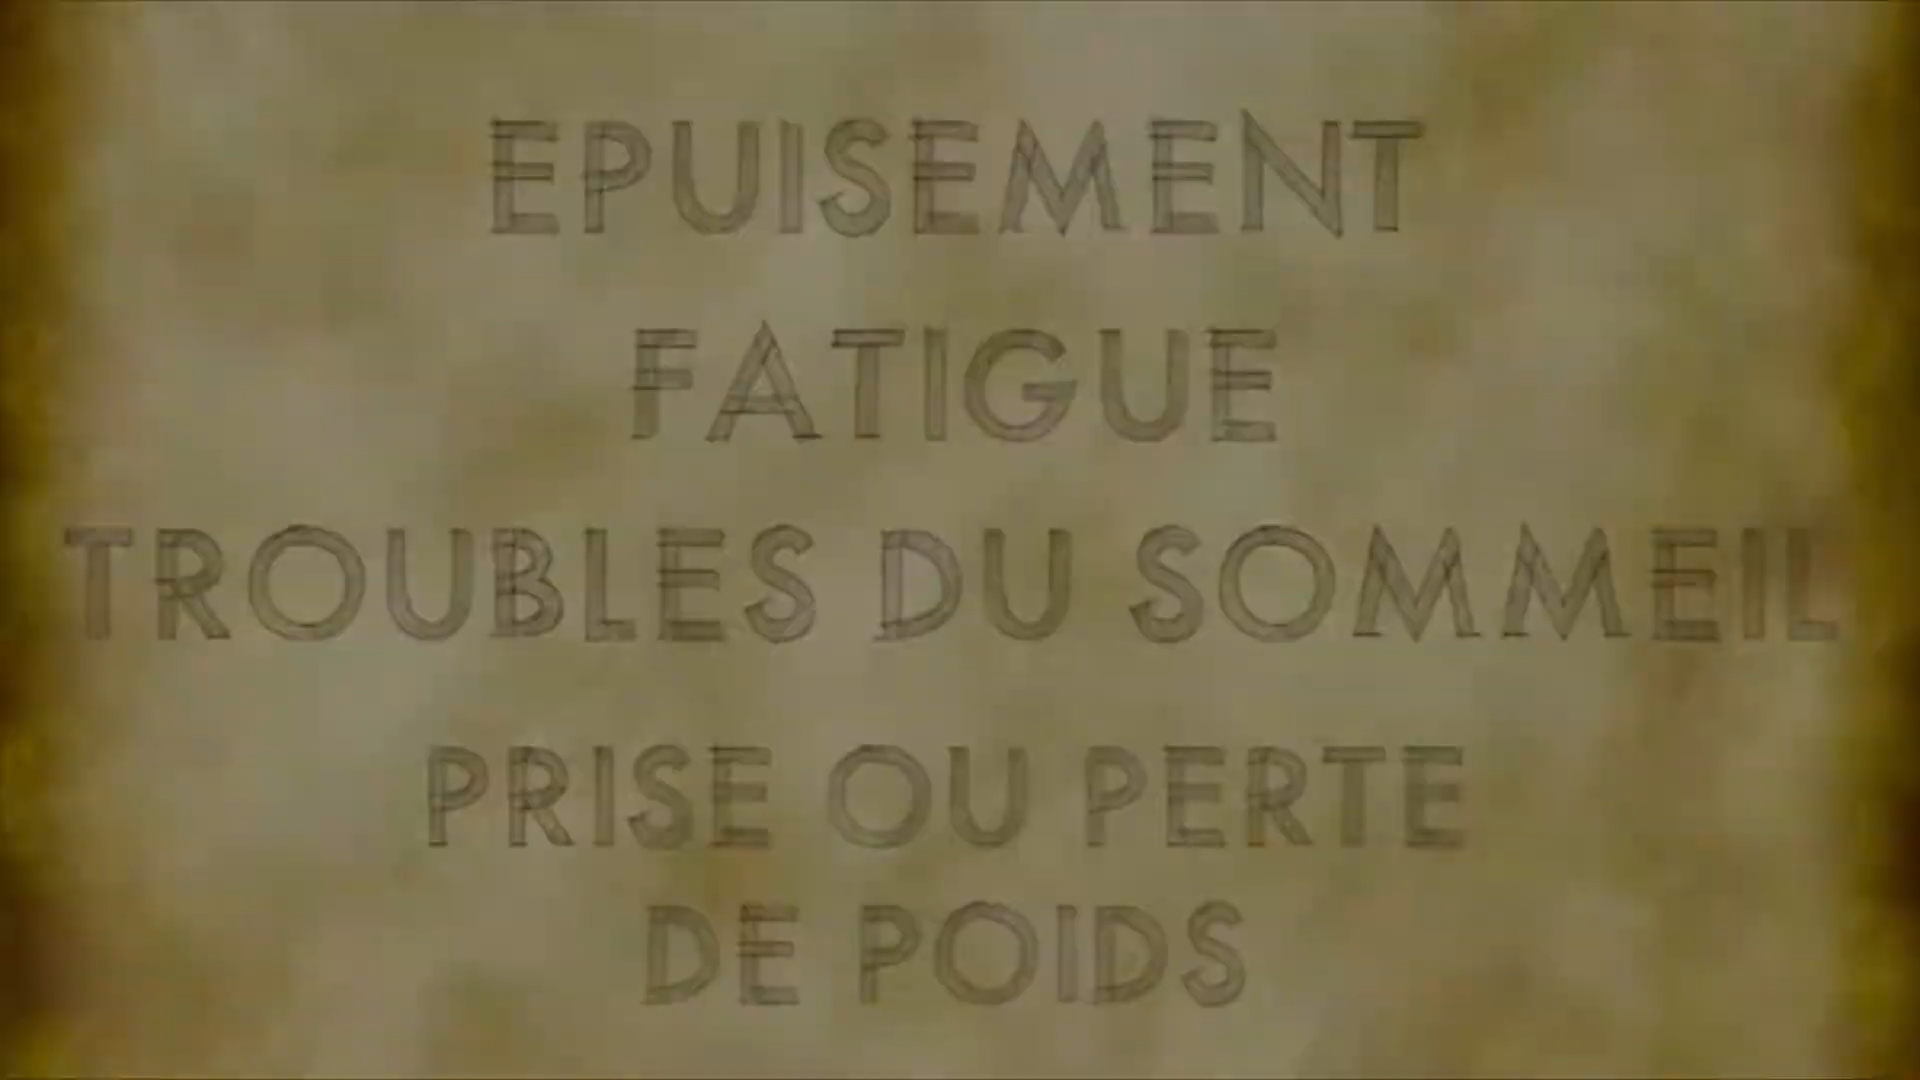 EPUISEMENT
FATIGUE
TROUBLES DU SOMMEIL
PRISE OU PERTE
DE POIDS